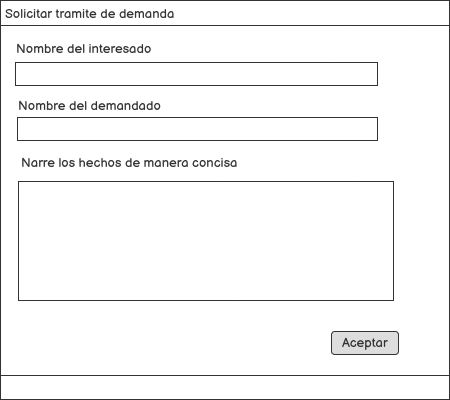 Solicitar tramite de demanda
Nombre del interesado
Nombre del demandado
Narre los hechos de manera concisa
Aceptar